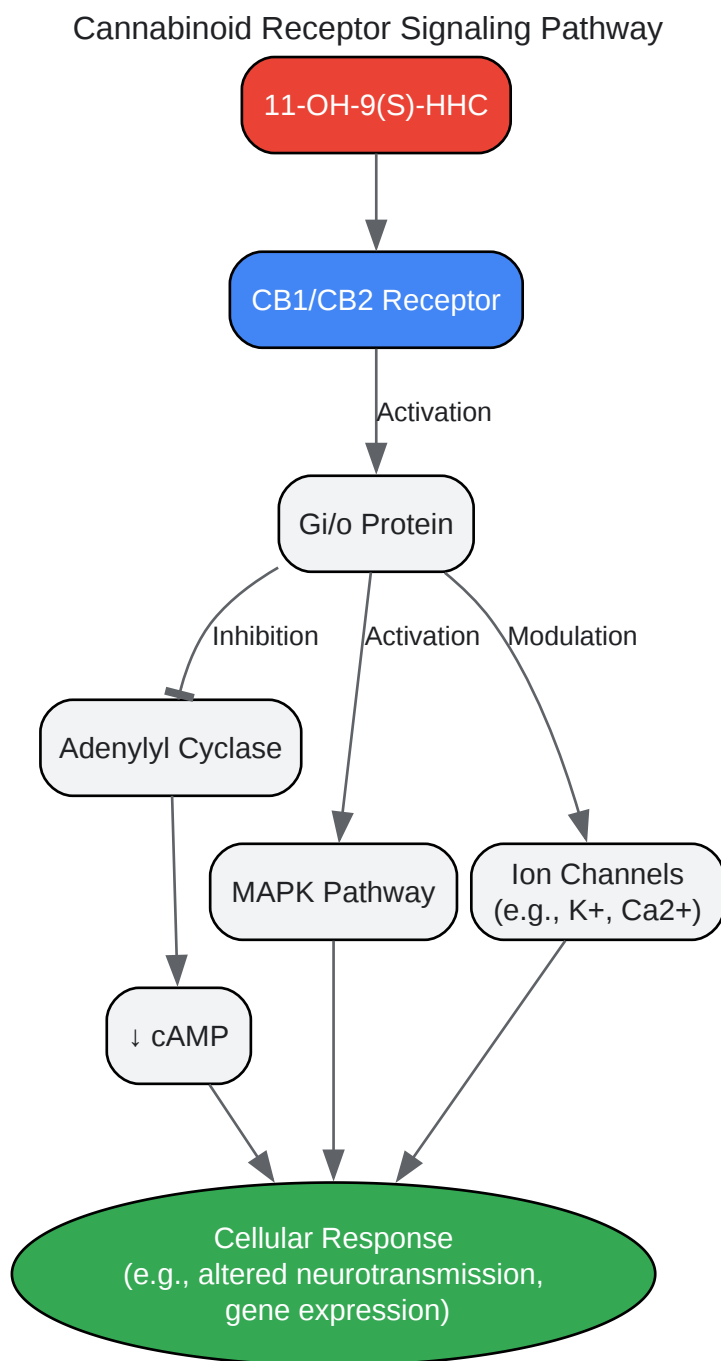 Cannabinoid Receptor Signaling Pathway
11-OH-9(S)-HHC
CB1/CB2 Receptor
Activation
Gi/o Protein
Inhibition
Activation
Modulation
Adenylyl Cyclase
MAPK Pathway
Ion Channels
(e.g., K+, Ca2+)
↓ cAMP
Cellular Response
(e.g., altered neurotransmission,
gene expression)